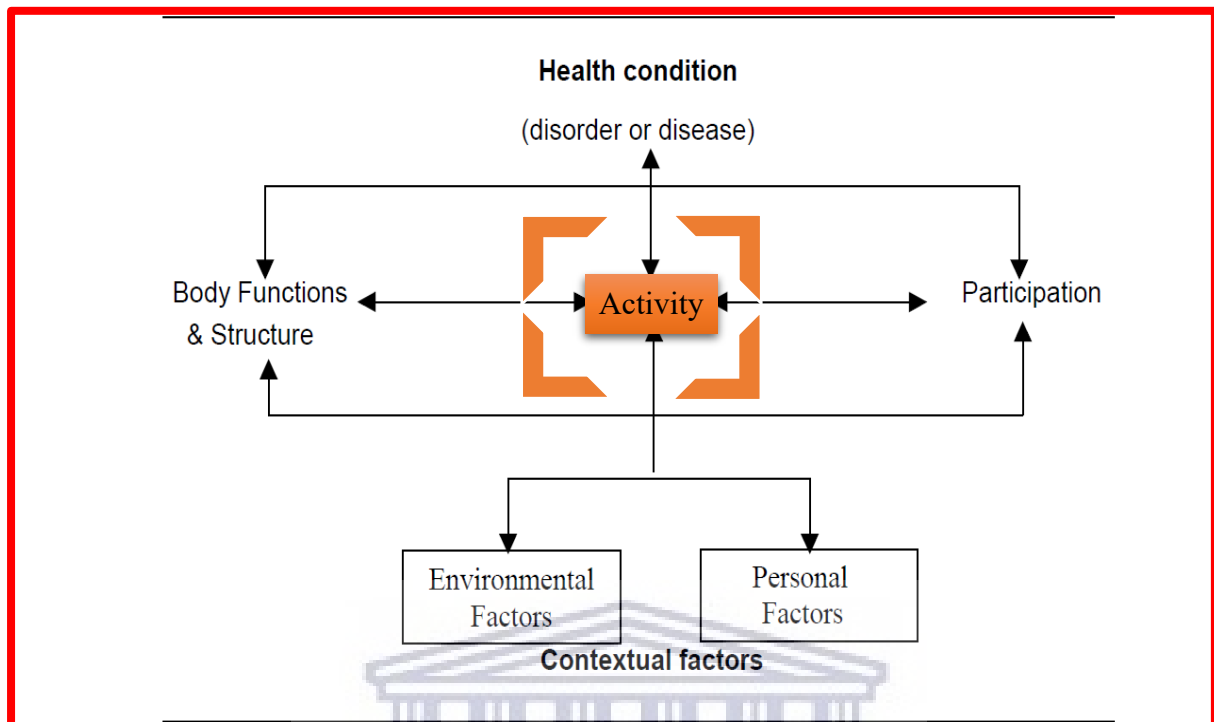 Health condition
(disorder or disease)
Body Functions
& Structure
Activity
Participation
Environmental
Factors
Personal
Factors
Contextual factors